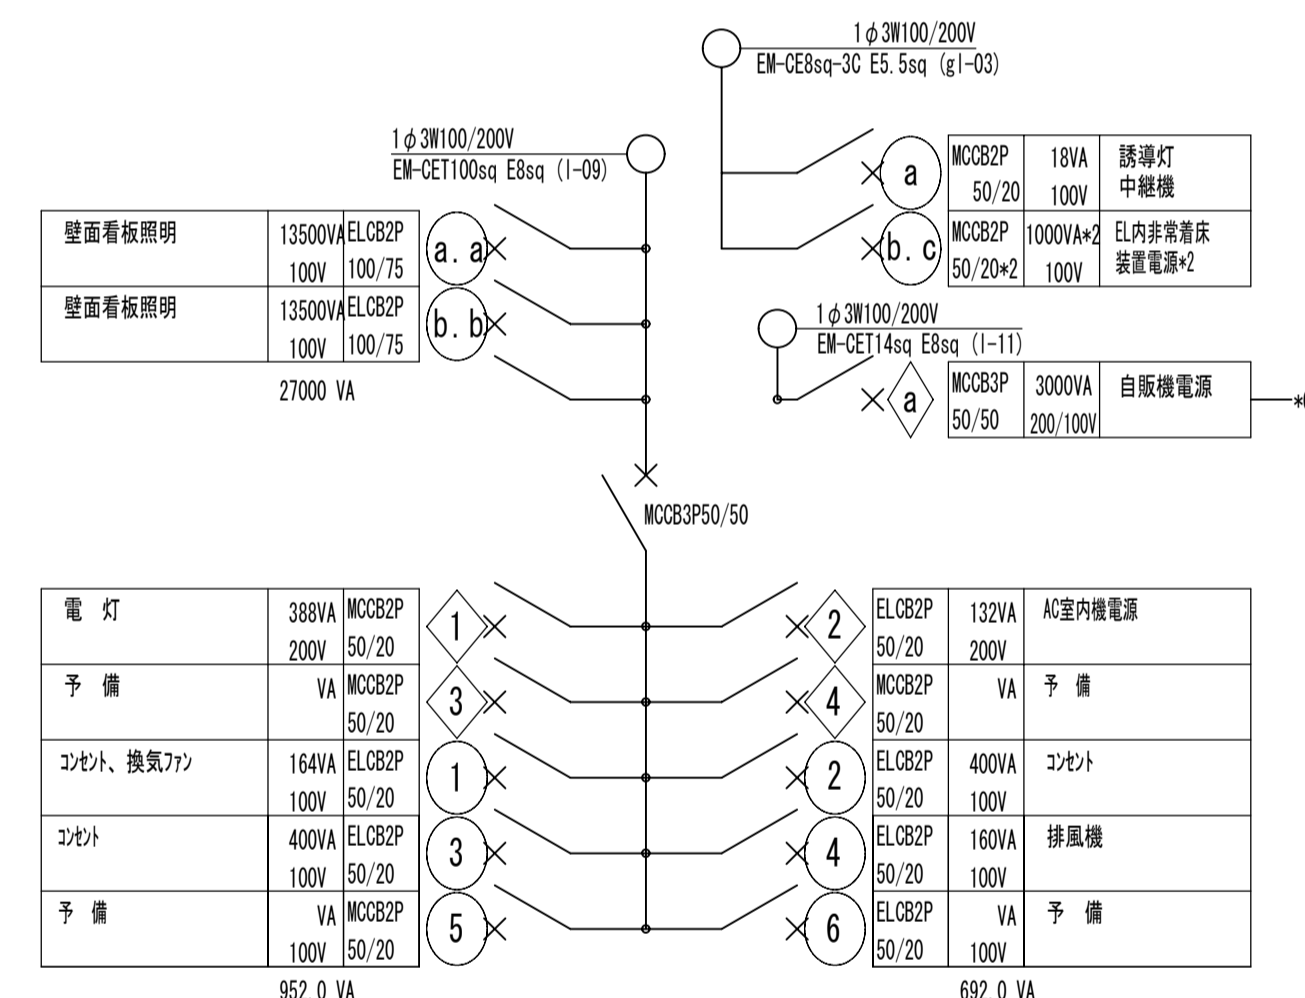 1φ3W100/200V
EM-CE8sq-3C E5.5sq (gl-03)
1φ3W100/200V
EM-CET100sq E8sq (l-09)
a MCCB2P 18VA 誘導灯
50/20 100V 中継機
b.c MCCB2P 1000VA*2 EL内非常着床
50/20*2 100V 装置電源*2
壁面看板照明 13500VA ELCB2P a.a
100V 100/75
壁面看板照明 13500VA ELCB2P b.b
100V 100/75
27000 VA
1φ3W100/200V
EM-CET14sq E8sq (l-11)
a MCCB3P 3000VA 自販機電源
50/50 200/100V
MCCB3P50/50
電 灯 388VA MCCB2P 1
200V 50/20
2 ELCB2P 132VA AC室内機電源
50/20 200V
予 備 VA MCCB2P 3
50/20
4 MCCB2P VA 予 備
50/20
コンセント、換気ファン 164VA ELCB2P 1
100V 50/20
2 ELCB2P 400VA コンセント
50/20 100V
コンセント 400VA ELCB2P 3
100V 50/20
4 ELCB2P 160VA 排風機
50/20 100V
予 備 VA MCCB2P 5
100V 50/20
6 ELCB2P VA 予 備
50/20 100V
952.0 VA
692.0 VA